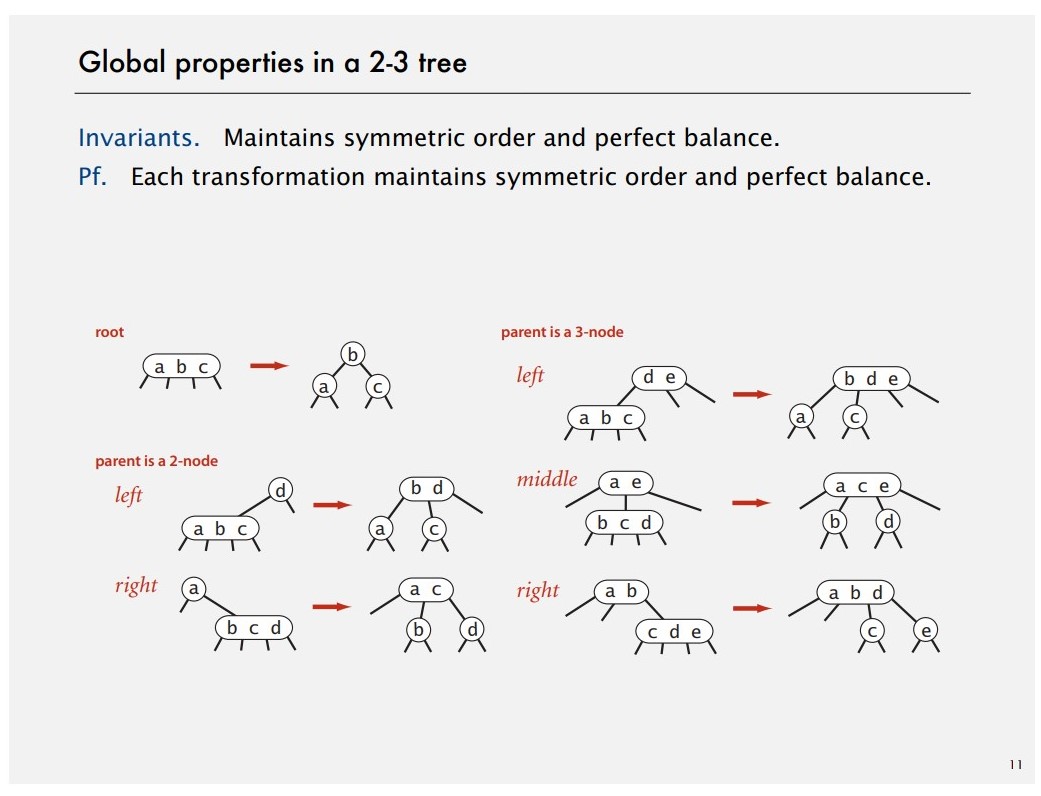 Global properties in a 2-3 tree
Invariants. Maintains symmetric order and perfect balance.
Pf. Each transformation maintains symmetric order and perfect balance.
root
a b c
b
a c
parent is a 2-node
left
d
a b c
b d
a c
right
a
b c d
a c
b d
parent is a 3-node
left
d e
a b c
b d e
a c
middle
a e
b c d
a c e
b d
right
a b
c d e
a b d
c e
11